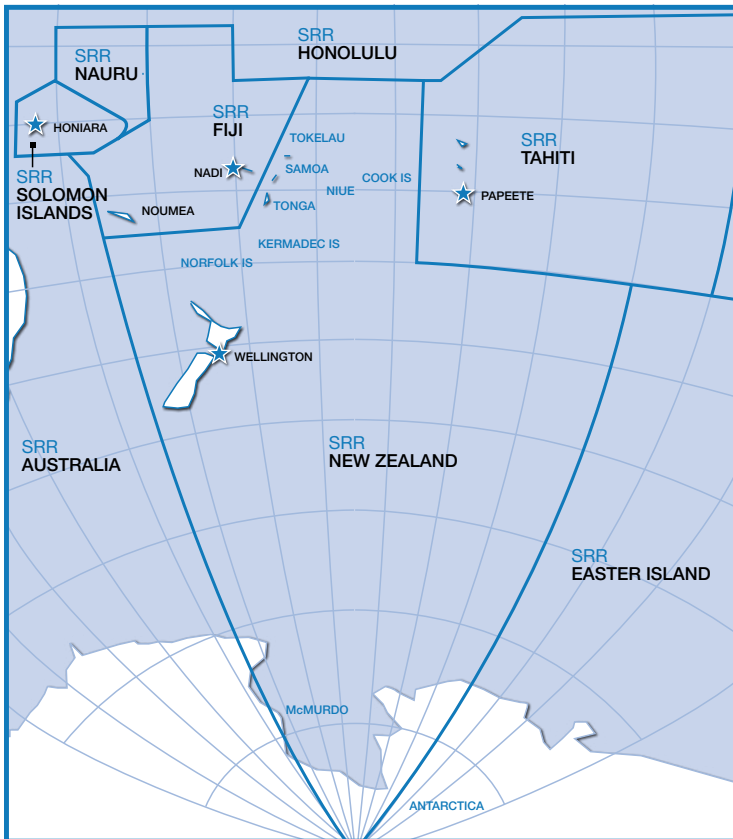 SRR
HONOLULU
SRR
NAURU
SRR
FIJI
HONIARA
TOKELAU
SRR
TAHITI
NADI
SAMOA
COOK IS
SRR
SOLOMON
ISLANDS
NIUE
PAPEETE
NOUMEA
TONGA
KERMADEC IS
NORFOLK IS
WELLINGTON
SRR
AUSTRALIA
SRR
NEW ZEALAND
SRR
EASTER ISLAND
McMURDO
ANTARCTICA